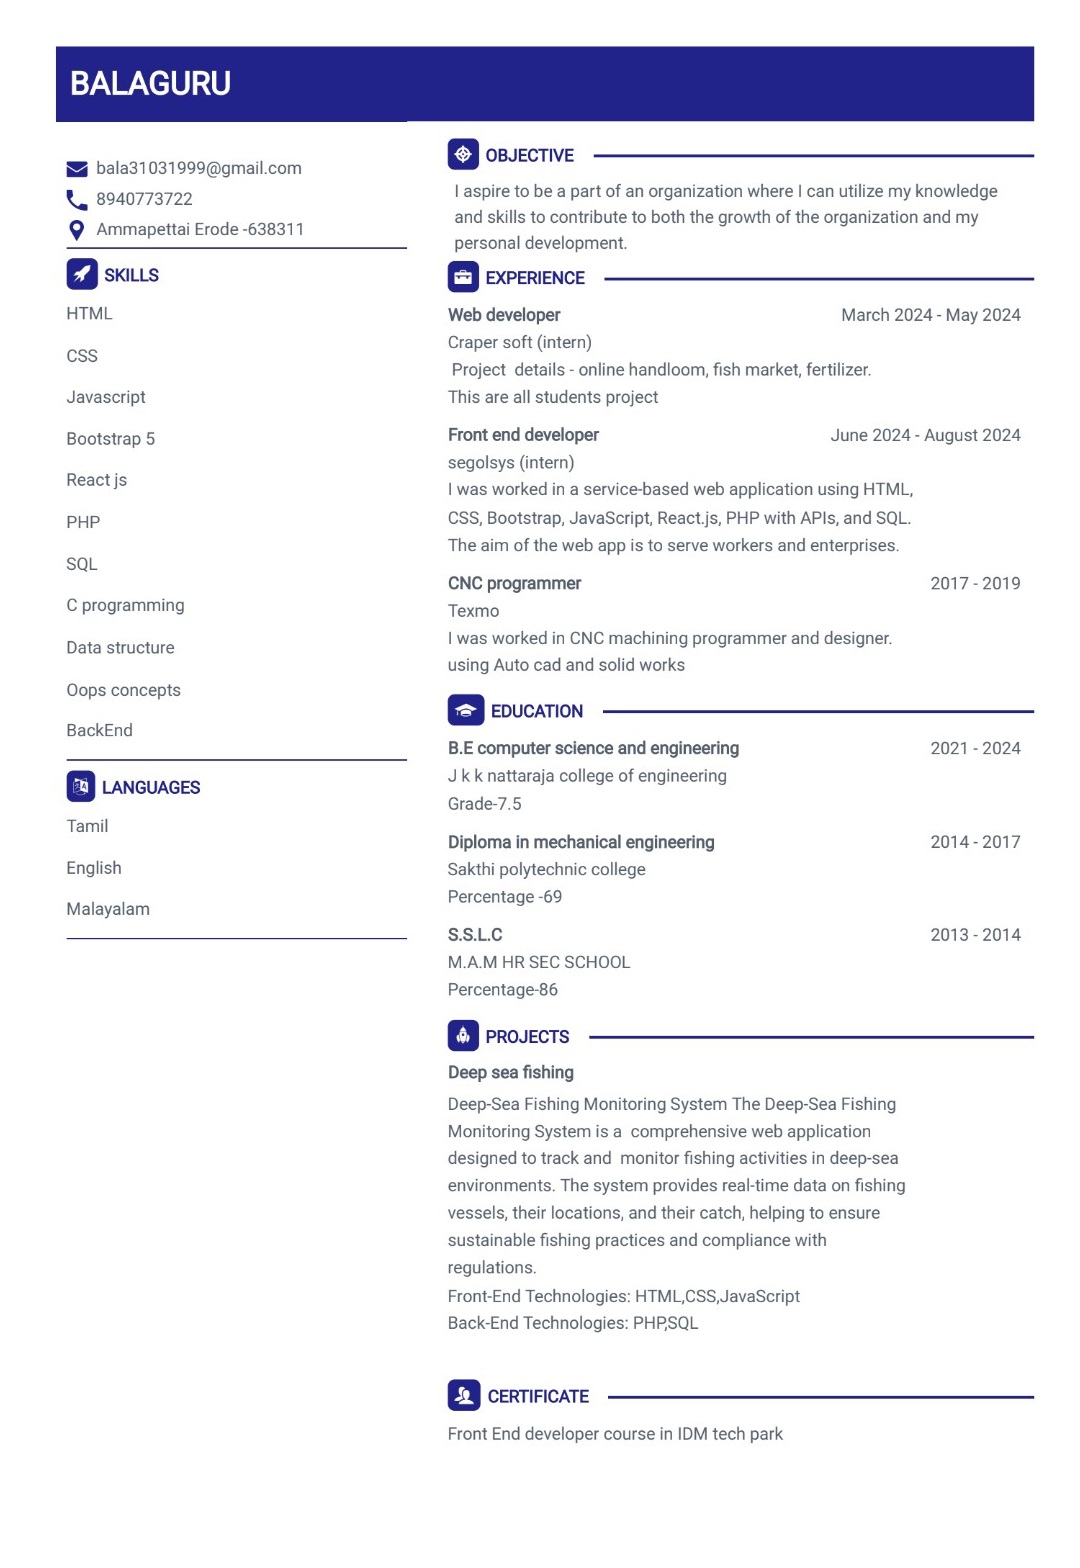 BALAGURU
bala31031999@gmail.com
8940773722
Ammapettai Erode -638311
SKILLS
HTML
CSS
Javascript
Bootstrap 5
React js
PHP
SQL
C programming
Data structure
Oops concepts
BackEnd
LANGUAGES
Tamil
English
Malayalam
OBJECTIVE
I aspire to be a part of an organization where I can utilize my knowledge
and skills to contribute to both the growth of the organization and my
personal development.
EXPERIENCE
Web developer March 2024 - May 2024
Craper soft (intern)
Project details - online handloom, fish market, fertilizer.
This are all students project
Front end developer June 2024 - August 2024
segolsys (intern)
I was worked in a service-based web application using HTML,
CSS, Bootstrap, JavaScript, React.js, PHP with APIs, and SQL.
The aim of the web app is to serve workers and enterprises.
CNC programmer 2017 - 2019
Texmo
I was worked in CNC machining programmer and designer.
using Auto cad and solid works
EDUCATION
B.E computer science and engineering 2021 - 2024
J k k nattaraja college of engineering
Grade-7.5
Diploma in mechanical engineering 2014 - 2017
Sakthi polytechnic college
Percentage -69
S.S.L.C 2013 - 2014
M.A.M HR SEC SCHOOL
Percentage-86
PROJECTS
Deep sea fishing
Deep-Sea Fishing Monitoring System The Deep-Sea Fishing
Monitoring System is a comprehensive web application
designed to track and monitor fishing activities in deep-sea
environments. The system provides real-time data on fishing
vessels, their locations, and their catch, helping to ensure
sustainable fishing practices and compliance with
regulations.
Front-End Technologies: HTML,CSS,JavaScript
Back-End Technologies: PHP,SQL
CERTIFICATE
Front End developer course in IDM tech park